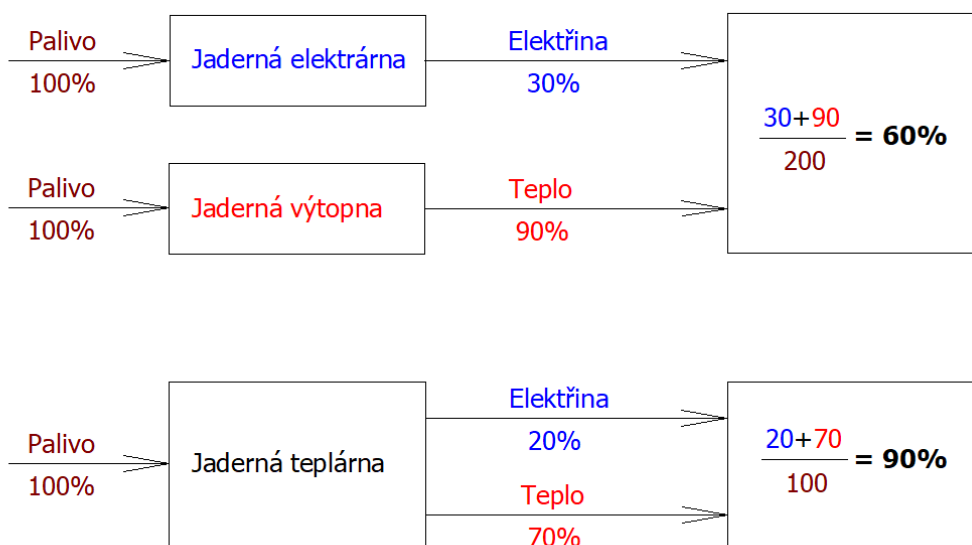 Palivo
100%
Jaderná elektrárna
Elektřina
30%
Palivo
100%
Jaderná výtopna
Teplo
90%
30+90
200
= 60%
Palivo
100%
Jaderná teplárna
Elektřina
20%
Teplo
70%
20+70
100
= 90%